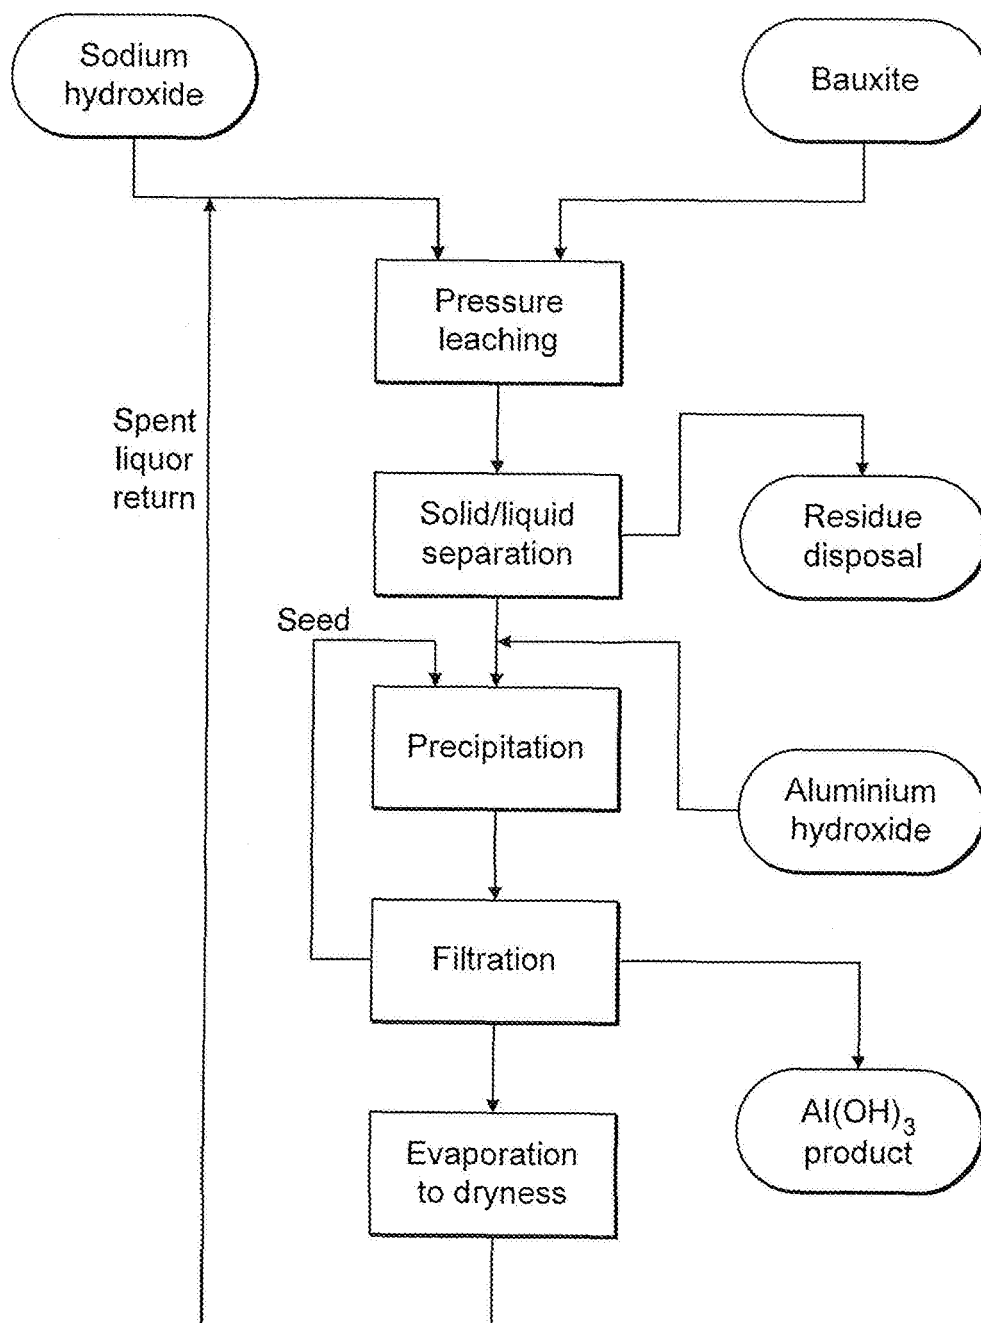 Sodium
hydroxide
Bauxite
Pressure
leaching
Spent
liquor
return
Solid/liquid
separation
Residue
disposal
Seed
Precipitation
Aluminium
hydroxide
Filtration
Evaporation
to dryness
Al(OH)₃
product